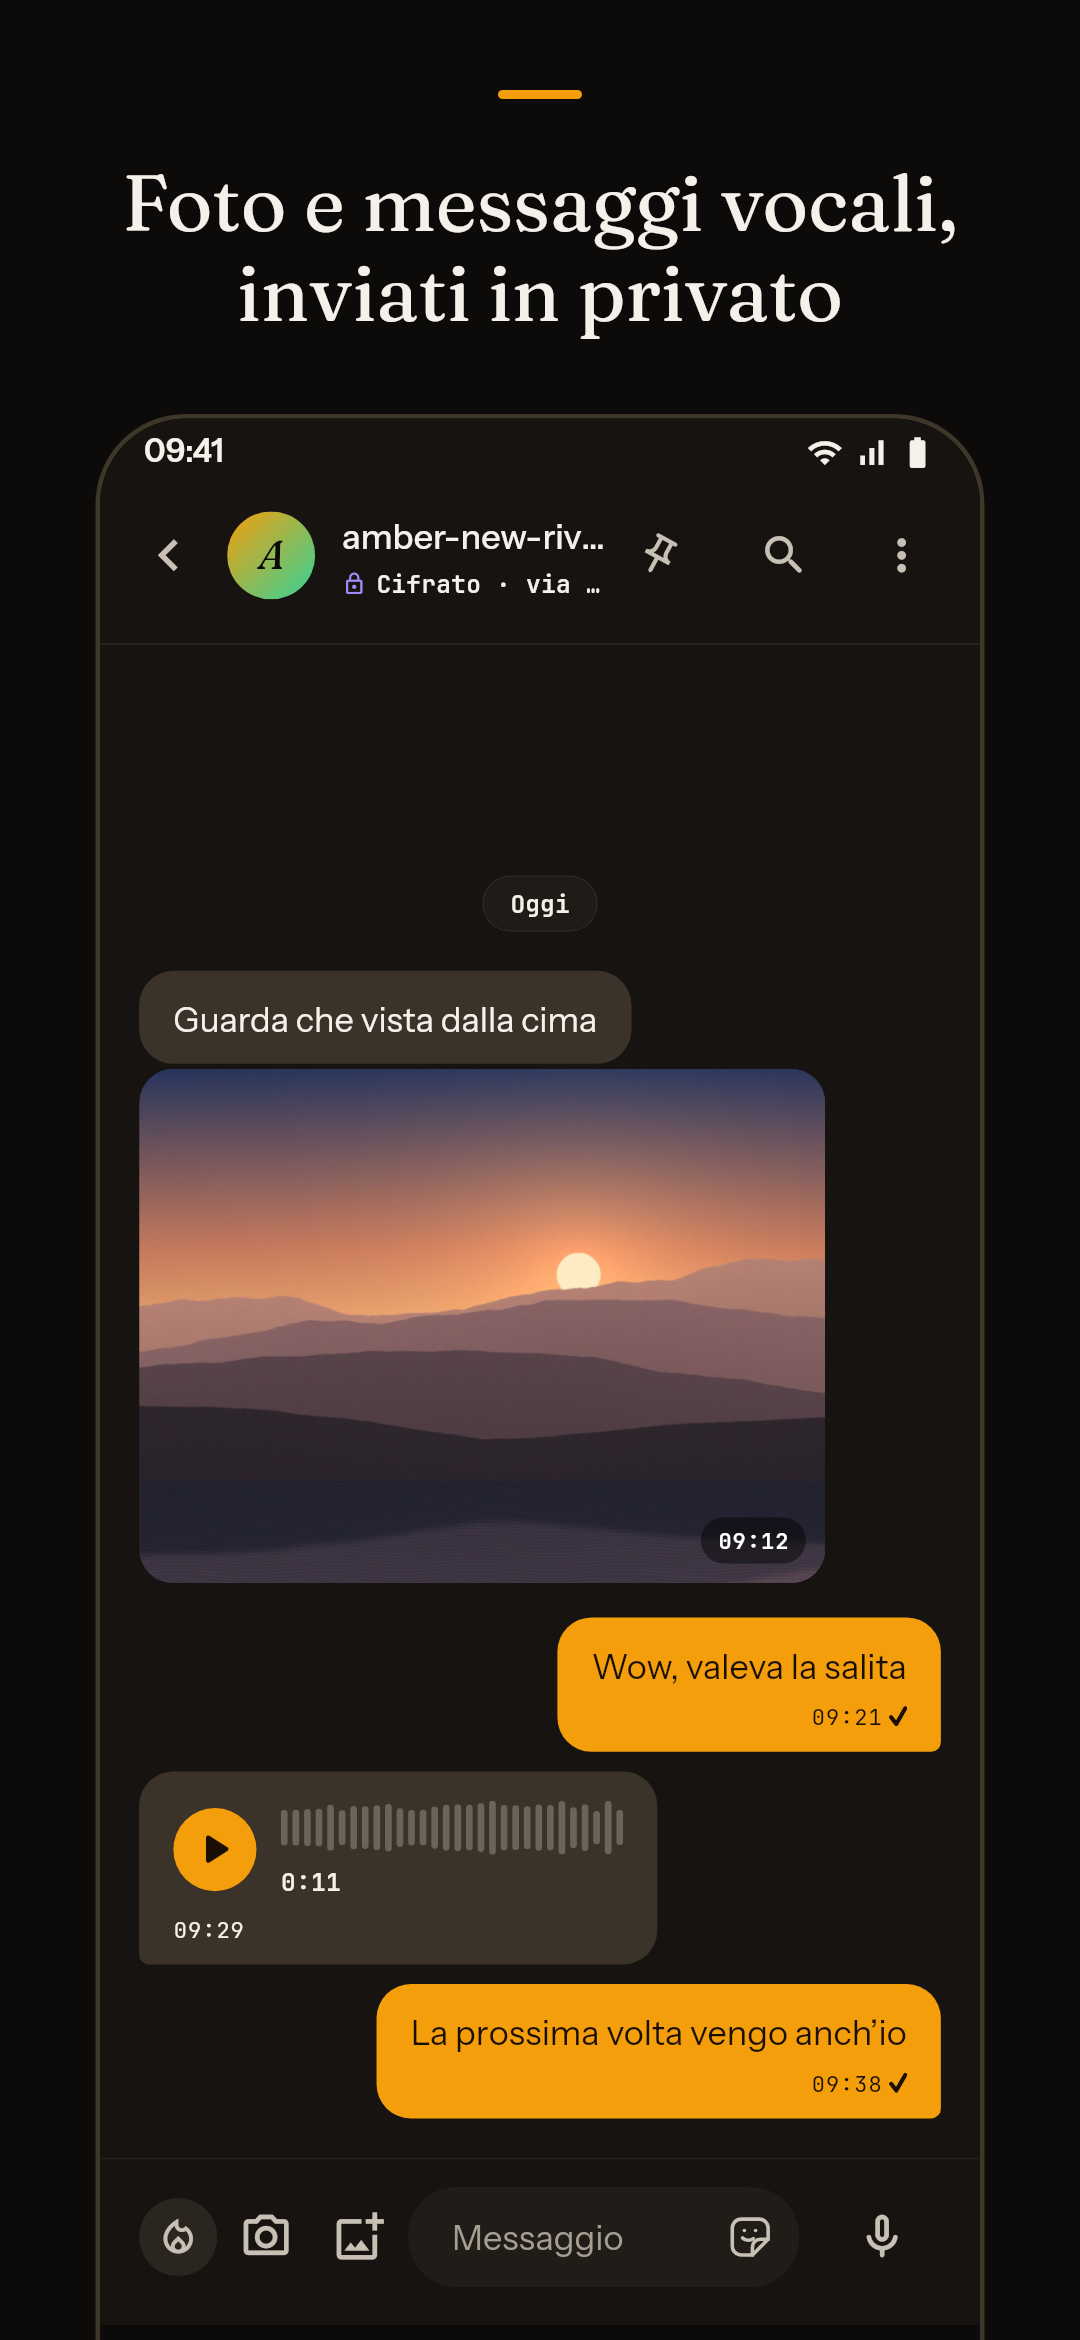 Foto e messaggi vocali,
inviati in privato
09:41
A
amber-new-riv…
Cifrato · via …
Oggi
Guarda che vista dalla cima
09:12
Wow, valeva la salita
09:21
0:11
09:29
La prossima volta vengo anch’io
09:38
Messaggio